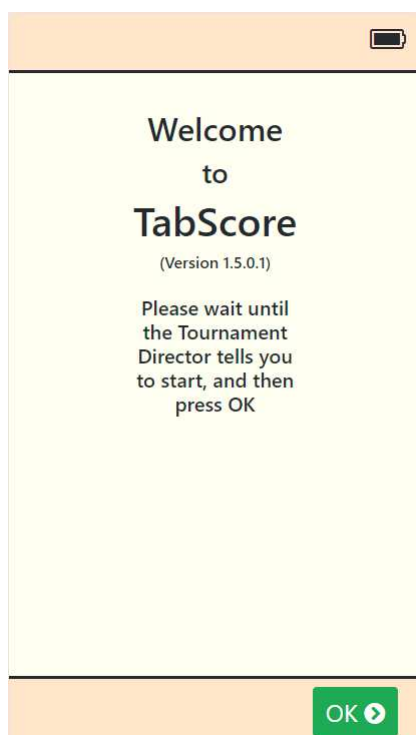 Welcome
to
TabScore
(Version 1.5.0.1)
Please wait until
the Tournament
Director tells you
to start, and then
press OK
OK